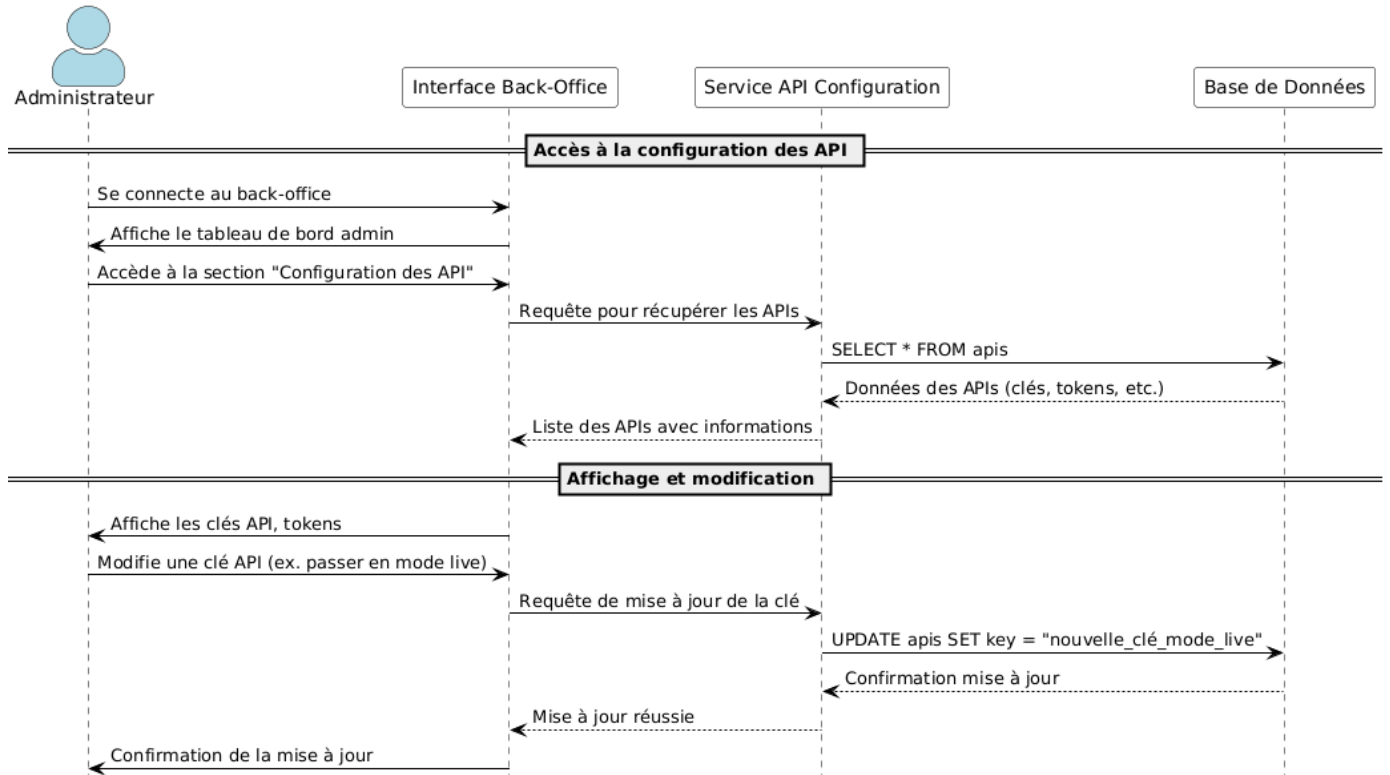 Administrateur
Interface Back-Office
Service API Configuration
Base de Données
Accès à la configuration des API
Se connecte au back-office
Affiche le tableau de bord admin
Accède à la section "Configuration des API"
Requête pour récupérer les APIs
SELECT * FROM apis
Données des APIs (clés, tokens, etc.)
Liste des APIs avec informations
Affichage et modification
Affiche les clés API, tokens
Modifie une clé API (ex. passer en mode live)
Requête de mise à jour de la clé
UPDATE apis SET key = "nouvelle_clé_mode_live"
Confirmation mise à jour
Mise à jour réussie
Confirmation de la mise à jour